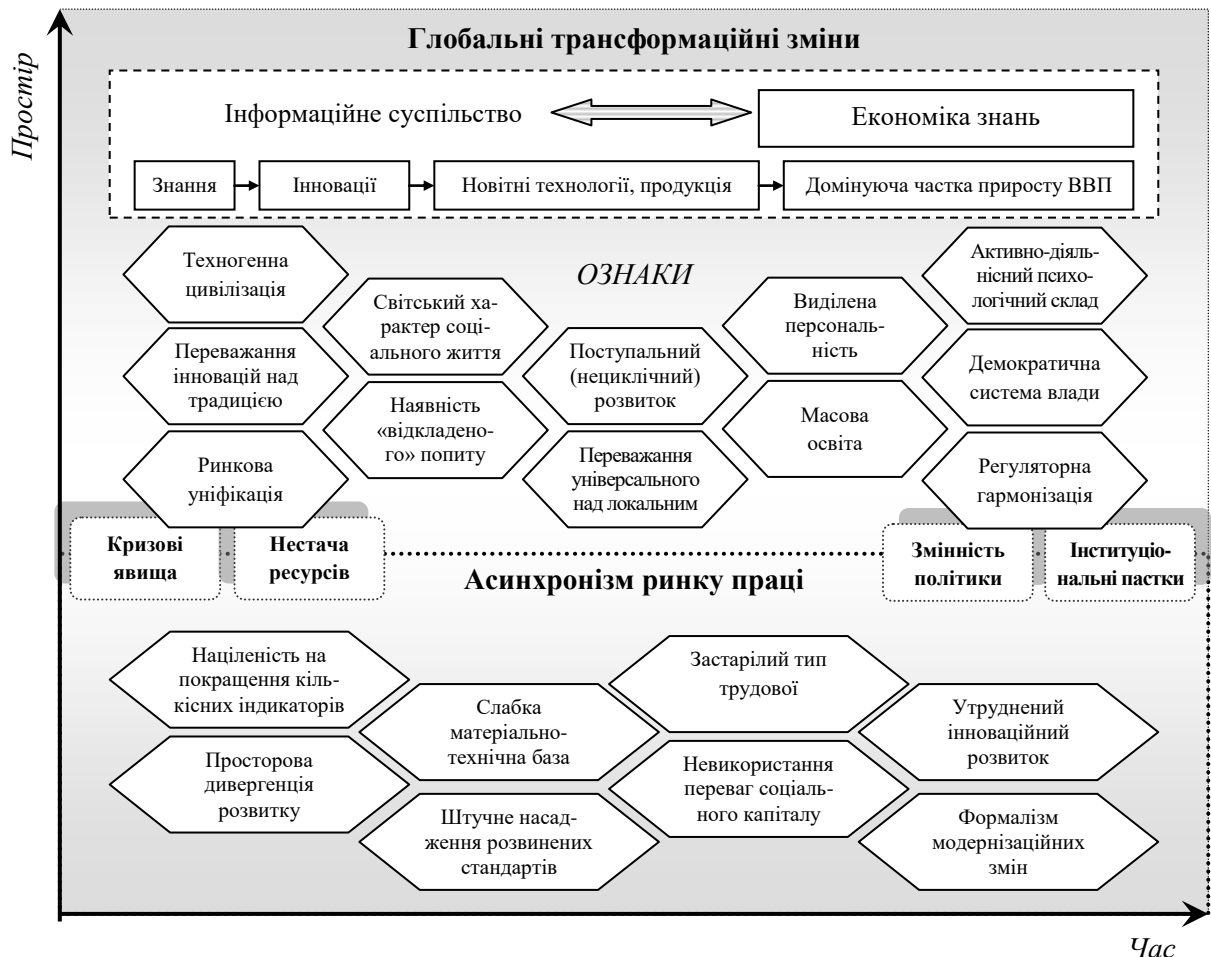 Простір
Глобальні трансформаційні зміни
Інформаційне суспільство
Економіка знань
Знання
Інновації
Новітні технології, продукція
Домінуюча частка приросту ВВП
ОЗНАКИ
Техногенна
цивілізація
Світський ха-
рактер соці-
ального життя
Виділена
персональ-
ність
Активно-діяль-
нісний психо-
логічний склад
Переважання
інновацій над
традицією
Поступальний
(нециклічний)
розвиток
Демократична
система влади
Наявність
«відкладено-
го» попиту
Масова
освіта
Ринкова
уніфікація
Переважання
універсального
над локальним
Регуляторна
гармонізація
Кризові
явища
Нестача
ресурсів
Змінність
політики
Інституціо-
нальні пастки
Асинхронізм ринку праці
Націленість на
покращення кіль-
кісних індикаторів
Застарілий тип
трудової
Слабка
матеріально-
технічна база
Утруднений
інноваційний
розвиток
Просторова
дивергенція
розвитку
Невикористання
переваг соціаль-
ного капіталу
Штучне насад-
ження розвинених
стандартів
Формалізм
модернізаційних
змін
Час